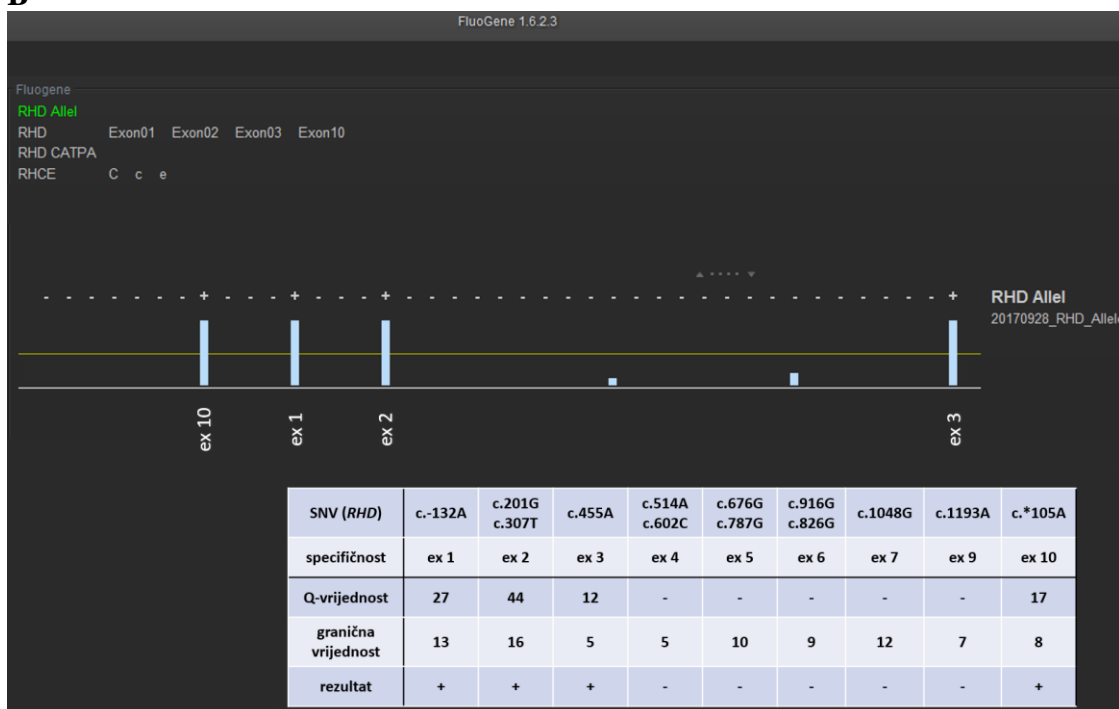 B
FluoGene 1.6.2.3
Fluogene
RHD Allel
RHD Exon01 Exon02 Exon03 Exon10
RHD CATPA
RHCE C c e
- - - - - - - + - - - + - - - + - - - - - - - - - - - - - - - - - - - - - - - - + RHD Allel
20170928_RHD_Allele
ex 10 ex 1 ex 2 ex 3
SNV (RHD) c.-132A c.201G c.307T c.455A c.514A c.602C c.676G c.787G c.916G c.826G c.1048G c.1193A c.*105A
specifičnost ex 1 ex 2 ex 3 ex 4 ex 5 ex 6 ex 7 ex 9 ex 10
Q-vrijednost 27 44 12 - - - - - 17
granična vrijednost 13 16 5 5 10 9 12 7 8
rezultat + + + - - - - - +